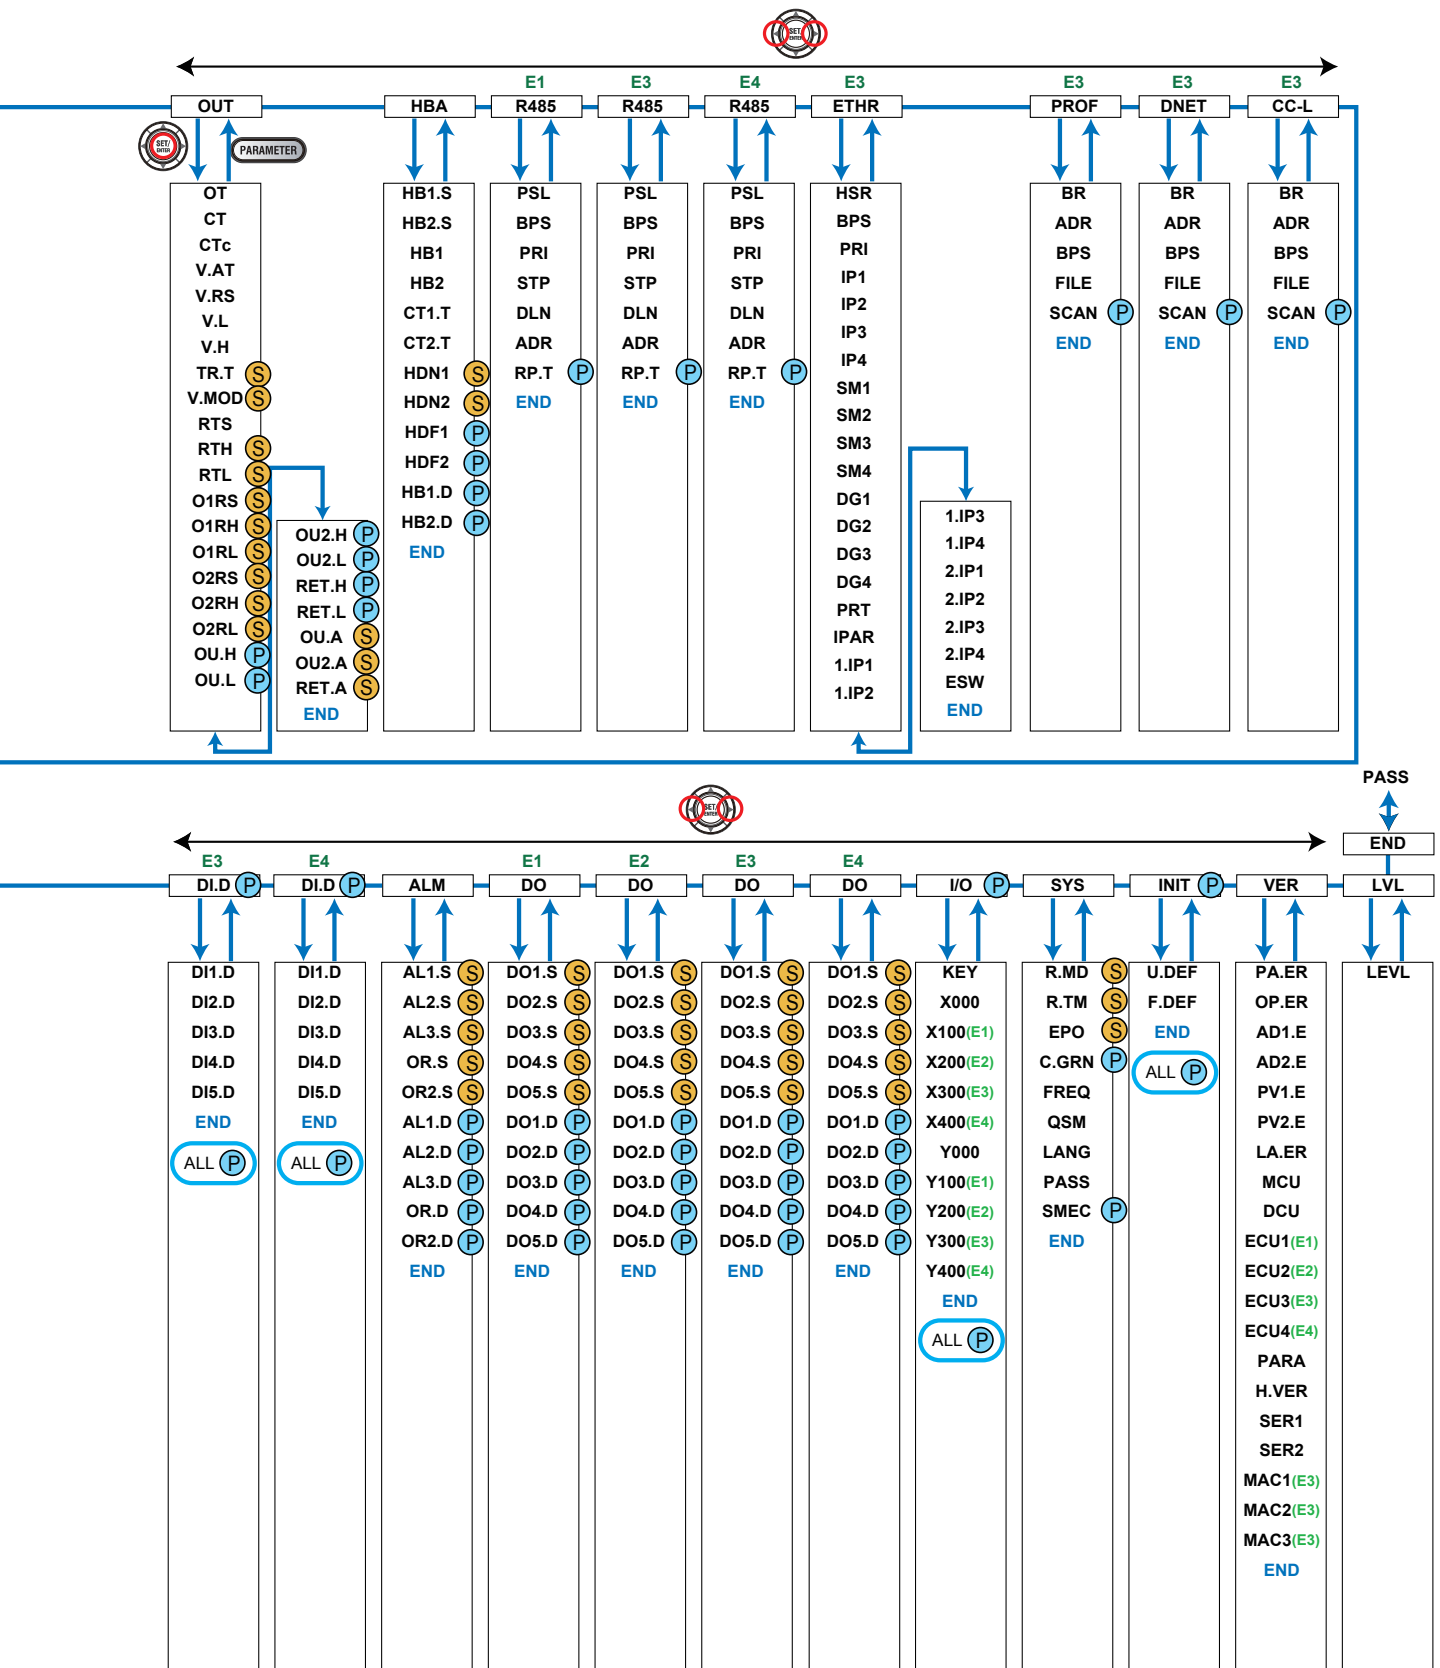 SET/
ENTER
E1 E3 E4 E3 E3 E3 E3
OUT HBA R485 R485 R485 ETHR PROF DNET CC-L
SET/
ENTER
PARAMETER
OT
CT
CTc
V.AT
V.RS
V.L
V.H
TR.T S
V.MOD S
RTS
RTH S
RTL S
O1RS S
O1RH S
O1RL S
O2RS S
O2RH S
O2RL S
OU.H P
OU.L P
OU2.H P
OU2.L P
RET.H P
RET.L P
OU.A S
OU2.A S
RET.A S
END
HB1.S
HB2.S
HB1
HB2
CT1.T
CT2.T
HDN1 S
HDN2 S
HDF1 P
HDF2 P
HB1.D P
HB2.D P
END
PSL
BPS
PRI
STP
DLN
ADR
RP.T P
END
PSL
BPS
PRI
STP
DLN
ADR
RP.T P
END
PSL
BPS
PRI
STP
DLN
ADR
RP.T P
END
HSR
BPS
PRI
IP1
IP2
IP3
IP4
SM1
SM2
SM3
SM4
DG1
DG2
DG3
DG4
PRT
IPAR
1.IP1
1.IP2
1.IP3
1.IP4
2.IP1
2.IP2
2.IP3
2.IP4
ESW
END
BR
ADR
BPS
FILE
SCAN P
END
BR
ADR
BPS
FILE
SCAN P
END
BR
ADR
BPS
FILE
SCAN P
END
PASS
SET/
ENTER
END
E3 E4 E1 E2 E3 E4
DI.D P DI.D P ALM DO DO DO DO I/O P SYS INIT P VER LVL
DI1.D
DI2.D
DI3.D
DI4.D
DI5.D
END
ALL P
DI1.D
DI2.D
DI3.D
DI4.D
DI5.D
END
ALL P
AL1.S S
AL2.S S
AL3.S S
OR.S S
OR2.S S
AL1.D P
AL2.D P
AL3.D P
OR.D P
OR2.D P
END
DO1.S S
DO2.S S
DO3.S S
DO4.S S
DO5.S S
DO1.D P
DO2.D P
DO3.D P
DO4.D P
DO5.D P
END
DO1.S S
DO2.S S
DO3.S S
DO4.S S
DO5.S S
DO1.D P
DO2.D P
DO3.D P
DO4.D P
DO5.D P
END
DO1.S S
DO2.S S
DO3.S S
DO4.S S
DO5.S S
DO1.D P
DO2.D P
DO3.D P
DO4.D P
DO5.D P
END
DO1.S S
DO2.S S
DO3.S S
DO4.S S
DO5.S S
DO1.D P
DO2.D P
DO3.D P
DO4.D P
DO5.D P
END
KEY
X000
X100(E1)
X200(E2)
X300(E3)
X400(E4)
Y000
Y100(E1)
Y200(E2)
Y300(E3)
Y400(E4)
END
ALL P
R.MD S
R.TM S
EPO S
C.GRN P
FREQ
QSM
LANG
PASS
SMEC P
END
U.DEF
F.DEF
END
ALL P
PA.ER
OP.ER
AD1.E
AD2.E
PV1.E
PV2.E
LA.ER
MCU
DCU
ECU1(E1)
ECU2(E2)
ECU3(E3)
ECU4(E4)
PARA
H.VER
SER1
SER2
MAC1(E3)
MAC2(E3)
MAC3(E3)
END
LEVL